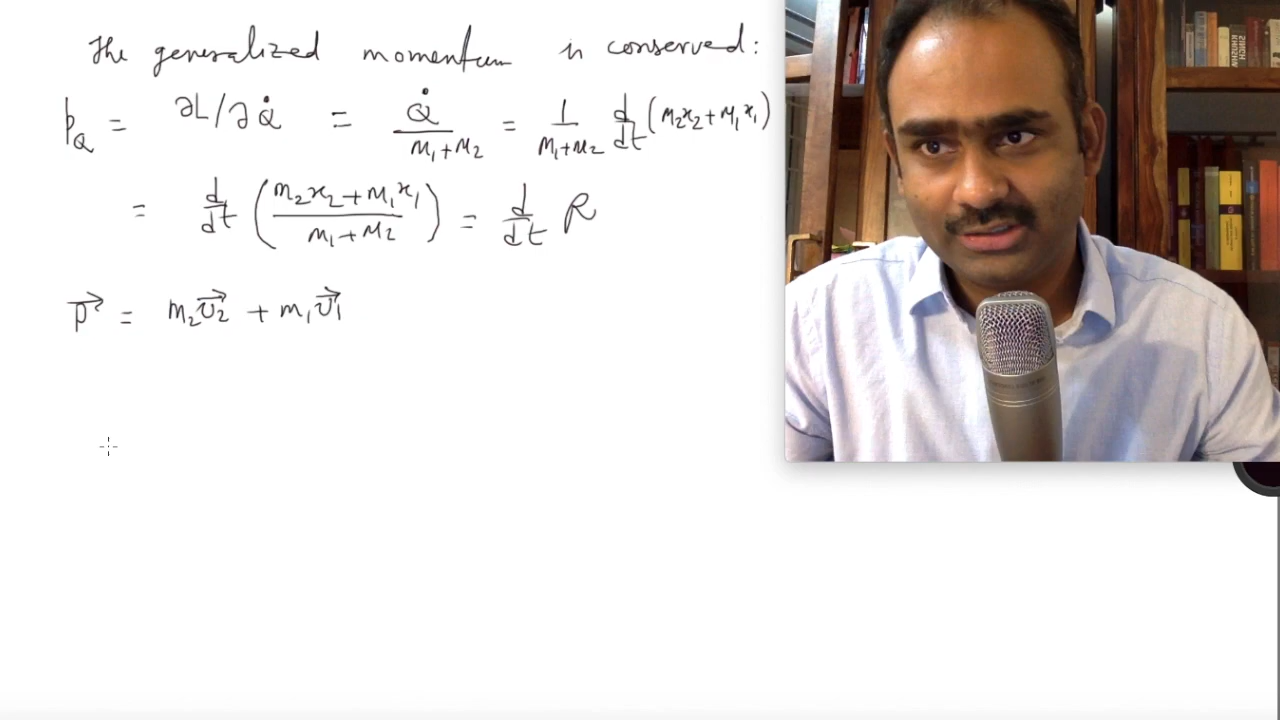 The generalized momentum is conserved:
p_Q = ∂L/∂Q̇ = Q̇/(m₁+m₂) = 1/(m₁+m₂) d/dt (m₂x₂+m₁x₁)
= d/dt ((m₂x₂+m₁x₁)/(m₁+m₂)) = d/dt R
p⃗ = m₂v⃗₂ + m₁v⃗₁